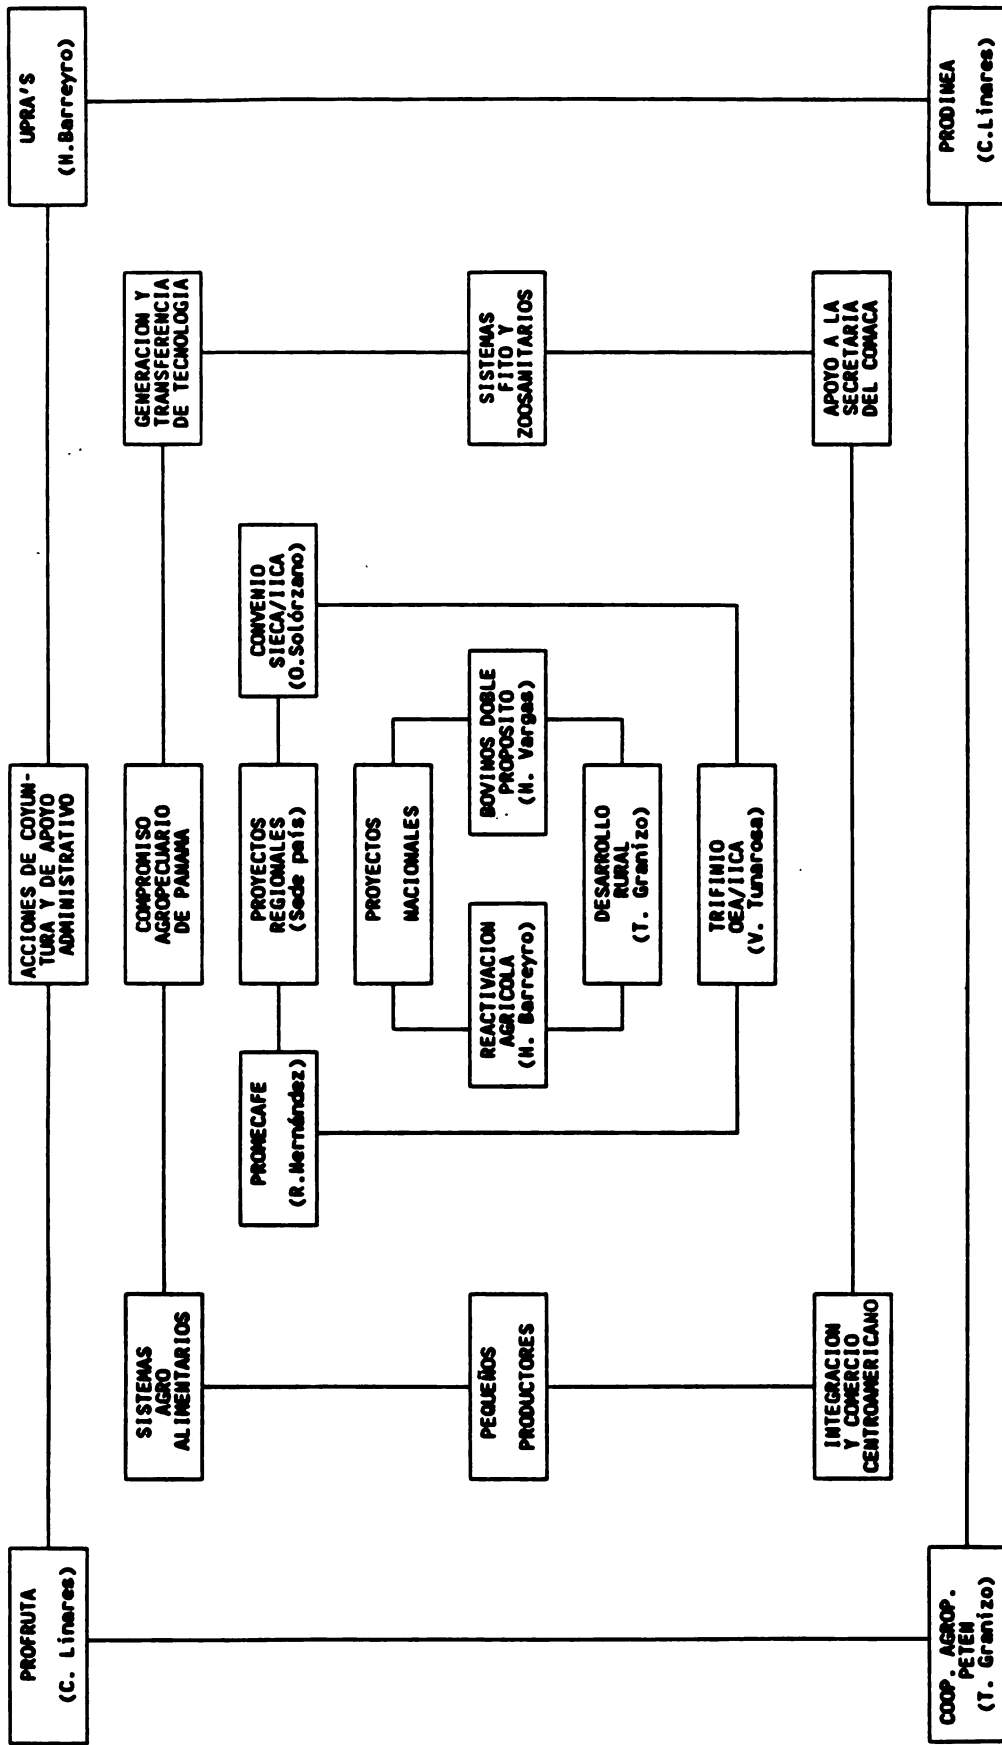 PROFRUTA
(C. Linares)
ACCIONES DE COYUN-
TURA Y DE APOYO
ADMINISTRATIVO
UPRA'S
(H.Barreyro)
SISTEMAS
AGRO
ALIMENTARIOS
COMPROMISO
AGROPECUARIO
DE PANAMA
GENERACION Y
TRANSFERENCIA
DE TECNOLOGIA
PROMECAFE
(R.Hernández)
PROYECTOS
REGIONALES
(Sede país)
CONVENIO
SIECA/IICA
(O.Solórzano)
PROYECTOS
NACIONALES
PEQUEÑOS
PRODUCTORES
REACTIVACION
AGRICOLA
(H. Barreyro)
BOVINOS DOBLE
PROPOSITO
(H. Vargas)
SISTEMAS
FITO Y
ZOOSANITARIOS
DESARROLLO
RURAL
(T. Granizo)
TRIFINIO
OEA/IICA
(V. Tunarosa)
INTEGRACION
Y COMERCIO
CENTROAMERICANO
APOYO A LA
SECRETARIA
DEL COMACA
COOP. AGROP.
PETEN
(T. Granizo)
PRODINEA
(C.Linares)